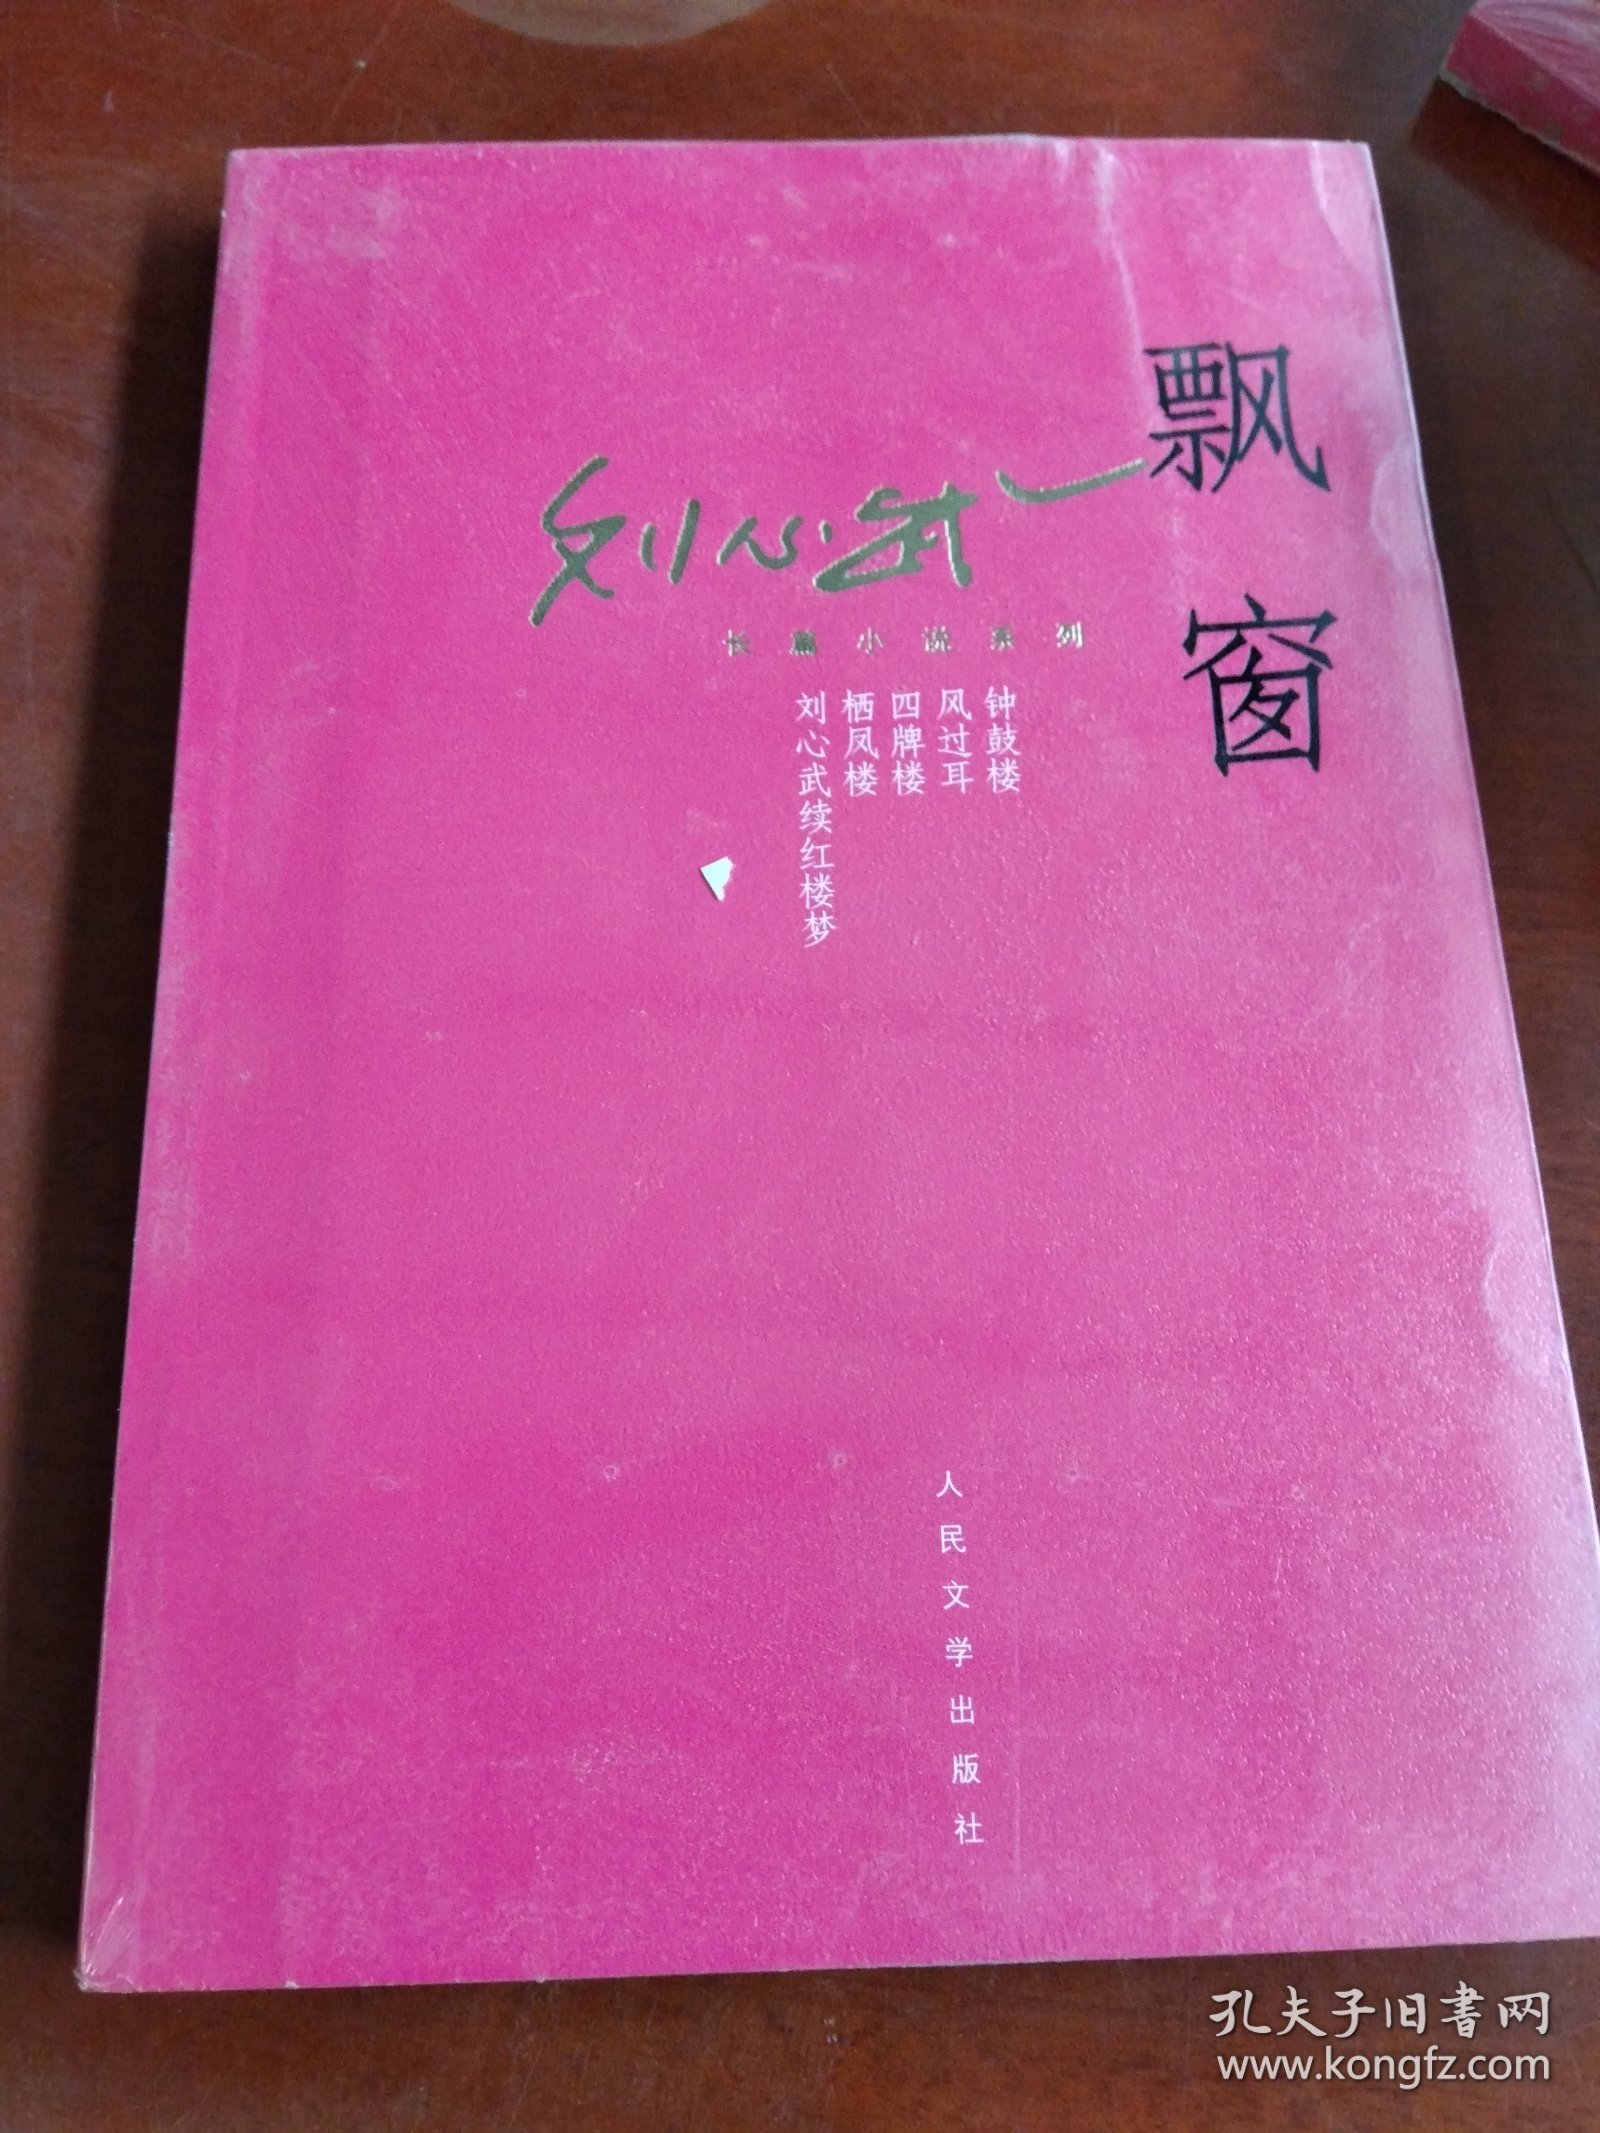 飘窗
刘心武
长篇小说系列
钟鼓楼
风过耳
四牌楼
栖凤楼
刘心武续红楼梦
人民文学出版社
孔夫子旧書网
www.kongfz.com